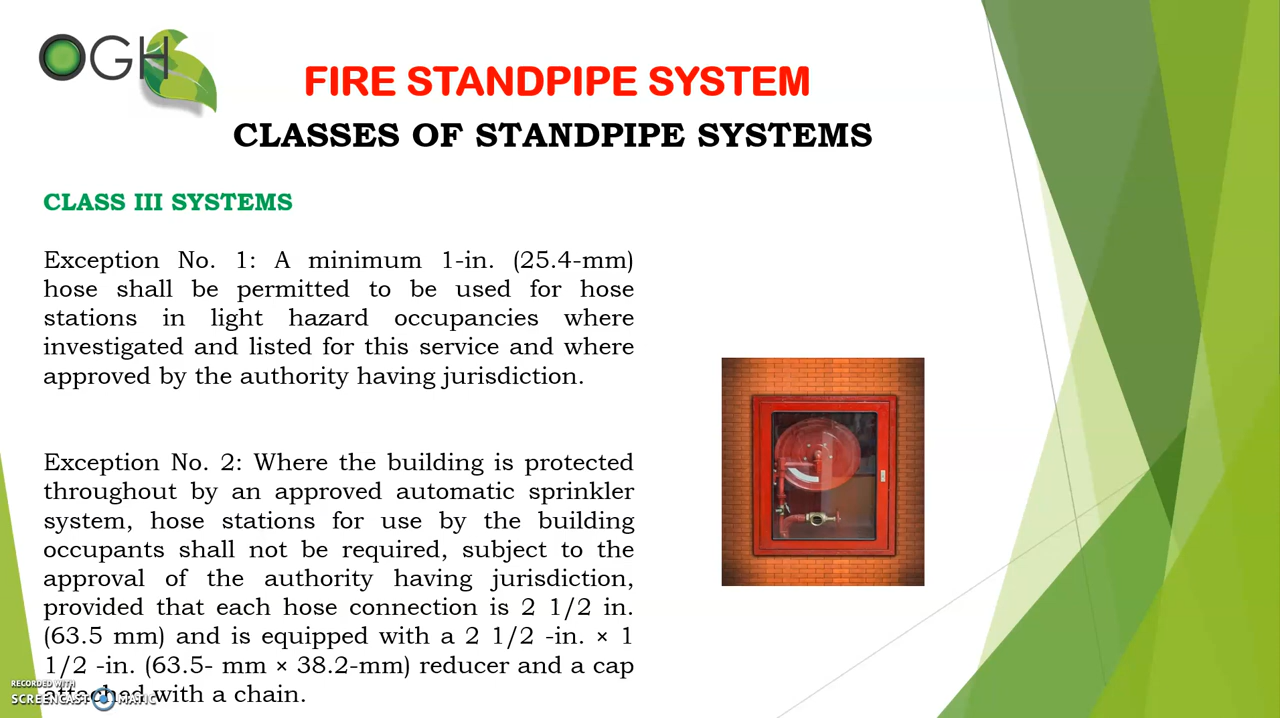 OGH
FIRE STANDPIPE SYSTEM
CLASSES OF STANDPIPE SYSTEMS
CLASS III SYSTEMS
Exception No. 1: A minimum 1-in. (25.4-mm)
hose shall be permitted to be used for hose
stations in light hazard occupancies where
investigated and listed for this service and where
approved by the authority having jurisdiction.
Exception No. 2: Where the building is protected
throughout by an approved automatic sprinkler
system, hose stations for use by the building
occupants shall not be required, subject to the
approval of the authority having jurisdiction,
provided that each hose connection is 2 1/2 in.
(63.5 mm) and is equipped with a 2 1/2 -in. × 1
1/2 -in. (63.5- mm × 38.2-mm) reducer and a cap
attached with a chain.
RECORDED WITH
SCREENCAST MATIC